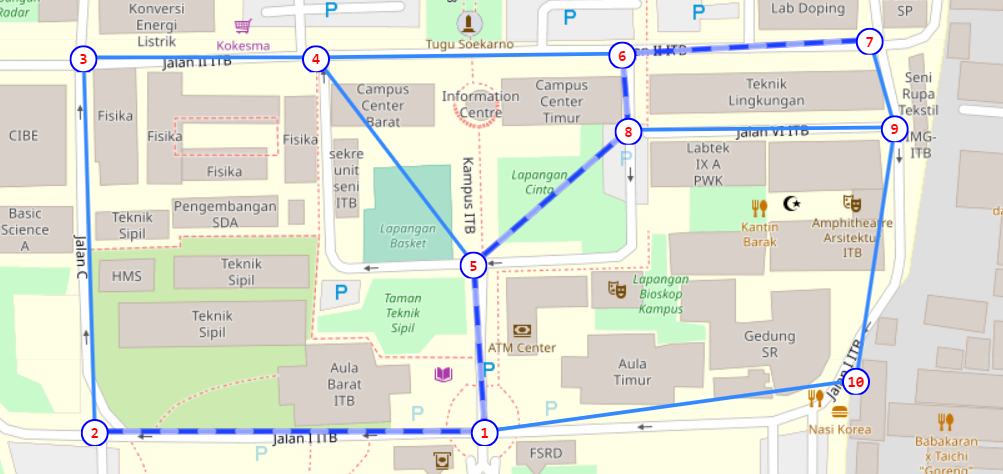 Radar
Konversi
Energi
Listrik
Kokesma
P
Tugu Soekarno
P
P
Lab Doping
SP
3
Jalan II ITB
4
6
7
CIBE
Fisika
Fisika
Fisika
Fisika
Campus
Center
Barat
Information
Centre
Campus
Center
Timur
8
P
Teknik
Lingkungan
Jalan VI ITB
9
Seni
Rupa
Tekstil
IMG-
ITB
sekre
unit
seni
ITB
Kampus ITB
Lapangan
Cinta
Labtek
IX A
PWK
Kantin
Barak
Amphitheatre
Arsitektur
ITB
Basic
Science
A
Teknik
Sipil
Pengembangan
SDA
Lapangan
Basket
5
Jalan C
HMS
Teknik
Sipil
Teknik
Sipil
P
Taman
Teknik
Sipil
Lapangan
Bioskop
Kampus
ATM Center
Gedung
SR
Aula
Barat
ITB
P
Aula
Timur
Jalan I ITB
10
P
P
Nasi Korea
2
Jalan I ITB
1
P
FSRD
Babakaran
x Taichi
"Goreng"